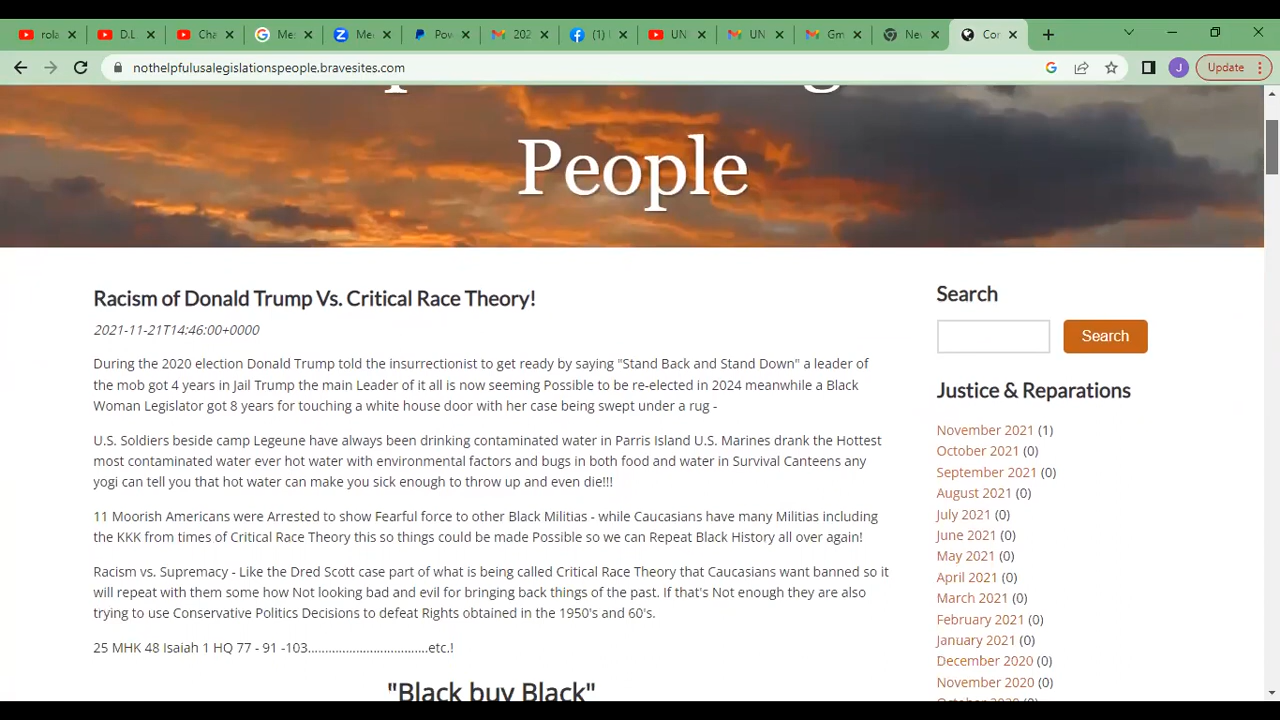 rola
D.L
Cha
Me
Me
Pow
202
(1)
UN
UN
Gm
Nev
Cor
nothelpfulusalegislationspeople.bravesites.com
J
Update
People
Racism of Donald Trump Vs. Critical Race Theory!
2021-11-21T14:46:00+0000
During the 2020 election Donald Trump told the insurrectionist to get ready by saying "Stand Back and Stand Down" a leader of
the mob got 4 years in Jail Trump the main Leader of it all is now seeming Possible to be re-elected in 2024 meanwhile a Black
Woman Legislator got 8 years for touching a white house door with her case being swept under a rug -
U.S. Soldiers beside camp Legeune have always been drinking contaminated water in Parris Island U.S. Marines drank the Hottest
most contaminated water ever hot water with environmental factors and bugs in both food and water in Survival Canteens any
yogi can tell you that hot water can make you sick enough to throw up and even die!!!
11 Moorish Americans were Arrested to show Fearful force to other Black Militias - while Caucasians have many Militias including
the KKK from times of Critical Race Theory this so things could be made Possible so we can Repeat Black History all over again!
Racism vs. Supremacy - Like the Dred Scott case part of what is being called Critical Race Theory that Caucasians want banned so it
will repeat with them some how Not looking bad and evil for bringing back things of the past. If that's Not enough they are also
trying to use Conservative Politics Decisions to defeat Rights obtained in the 1950's and 60's.
25 MHK 48 Isaiah 1 HQ 77 - 91 -103.................................etc.!
"Black buy Black"
Search
Search
Justice & Reparations
November 2021 (1)
October 2021 (0)
September 2021 (0)
August 2021 (0)
July 2021 (0)
June 2021 (0)
May 2021 (0)
April 2021 (0)
March 2021 (0)
February 2021 (0)
January 2021 (0)
December 2020 (0)
November 2020 (0)